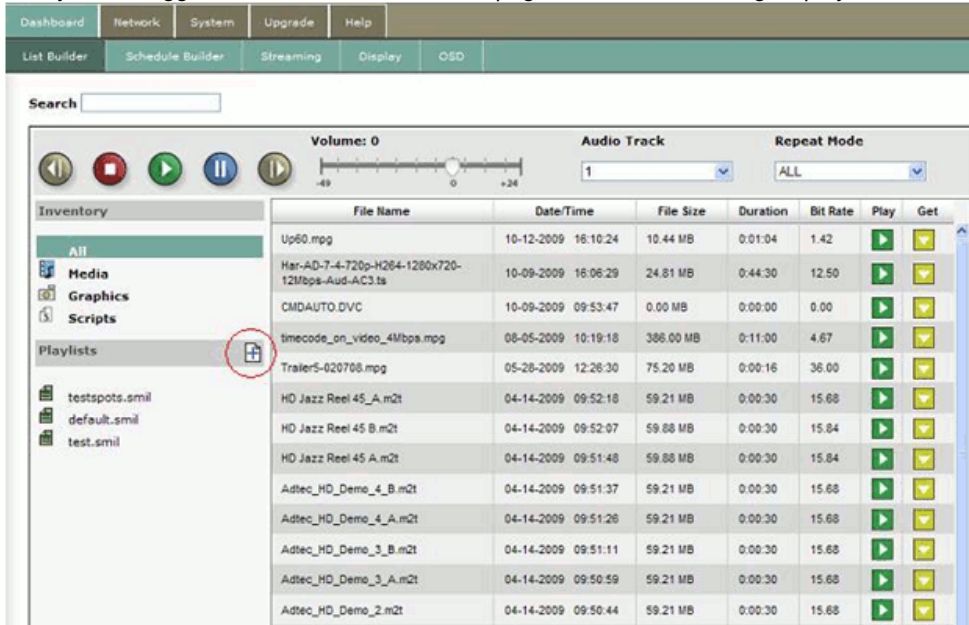 Dashboard Network System Upgrade Help
List Builder Schedule Builder Streaming Display OSD
Search
Volume: 0 Audio Track Repeat Mode
-49 0 +24 1 ALL
Inventory
All
Media
Graphics
Scripts
Playlists
testspots.smil
default.smil
test.smil
File Name Date/Time File Size Duration Bit Rate Play Get
Up60.mpg 10-12-2009 16:10:24 10.44 MB 0:01:04 1.42
Har-AD-7-4-720p-H264-1280x720-
12Mbps-Aud-AC3.ts 10-09-2009 16:06:29 24.81 MB 0:44:30 12.50
CMDAUTO.DVC 10-09-2009 09:53:47 0.00 MB 0:00:00 0.00
timecode_on_video_4Mbps.mpg 08-05-2009 10:19:18 386.00 MB 0:11:00 4.67
Trailer5-020708.mpg 05-28-2009 12:26:30 75.20 MB 0:00:16 36.00
HD Jazz Reel 45_A.m2t 04-14-2009 09:52:18 59.21 MB 0:00:30 15.68
HD Jazz Reel 45 B.m2t 04-14-2009 09:52:07 59.88 MB 0:00:30 15.84
HD Jazz Reel 45 A.m2t 04-14-2009 09:51:48 59.88 MB 0:00:30 15.84
Adtec_HD_Demo_4_B.m2t 04-14-2009 09:51:37 59.21 MB 0:00:30 15.68
Adtec_HD_Demo_4_A.m2t 04-14-2009 09:51:26 59.21 MB 0:00:30 15.68
Adtec_HD_Demo_3_B.m2t 04-14-2009 09:51:11 59.21 MB 0:00:30 15.68
Adtec_HD_Demo_3_A.m2t 04-14-2009 09:50:59 59.21 MB 0:00:30 15.68
Adtec_HD_Demo_2.m2t 04-14-2009 09:50:44 59.21 MB 0:00:30 15.68